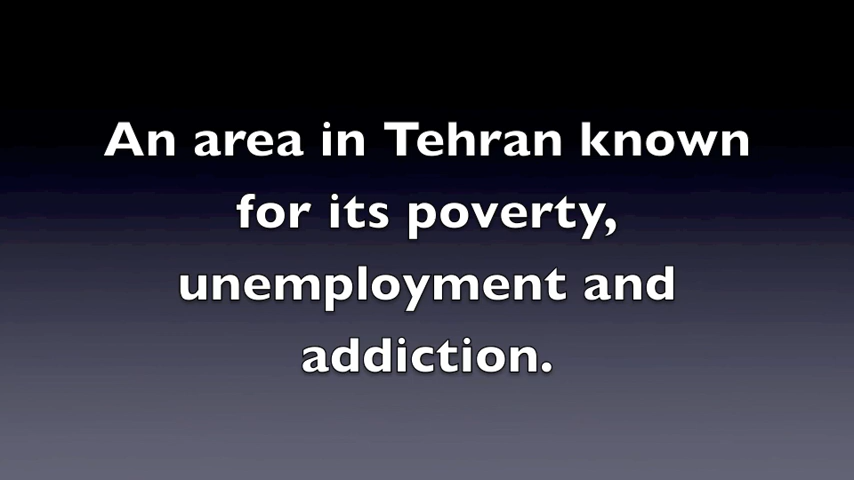 An area in Tehran known
for its poverty,
unemployment and
addiction.